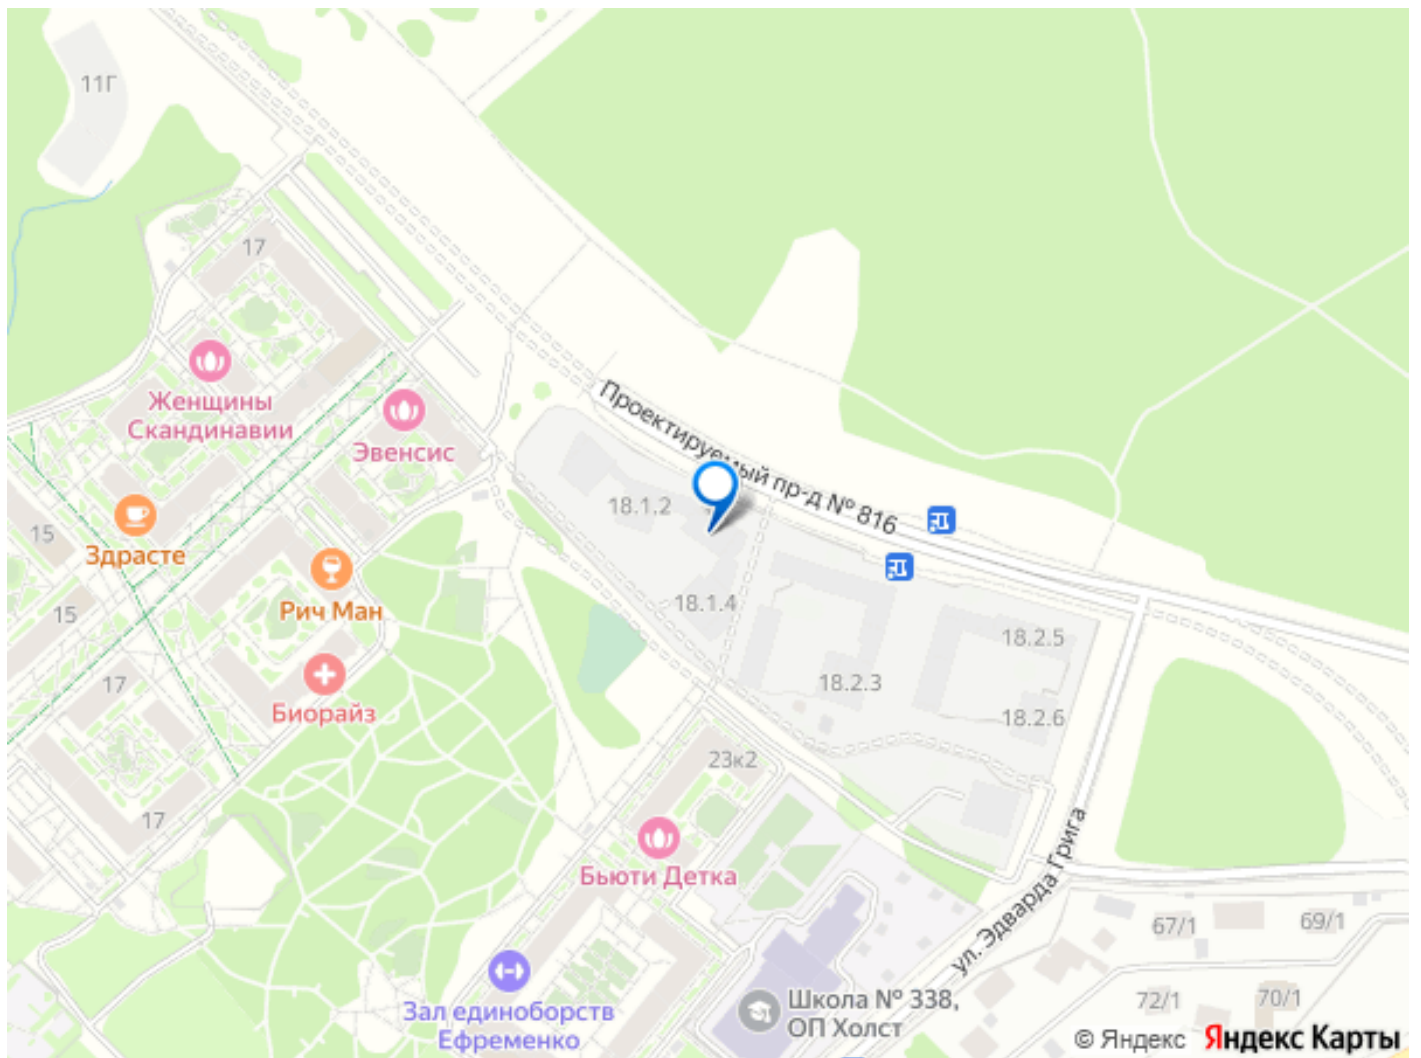 11Г
17
Женщины
Скандинавии
Эвенсис
Проектируемый пр-д № 816
18.1.2
15
Здрасте
Рич Ман
18.1.4
15
18.2.5
18.2.3
17
Биорайз
18.2.6
23к2
17
Бьюти Детка
ул. Эдварда Грига
67/1
69/1
Зал единоборств
Ефременко
Школа № 338,
ОП Холст
72/1
70/1
© Яндекс Яндекс Карты